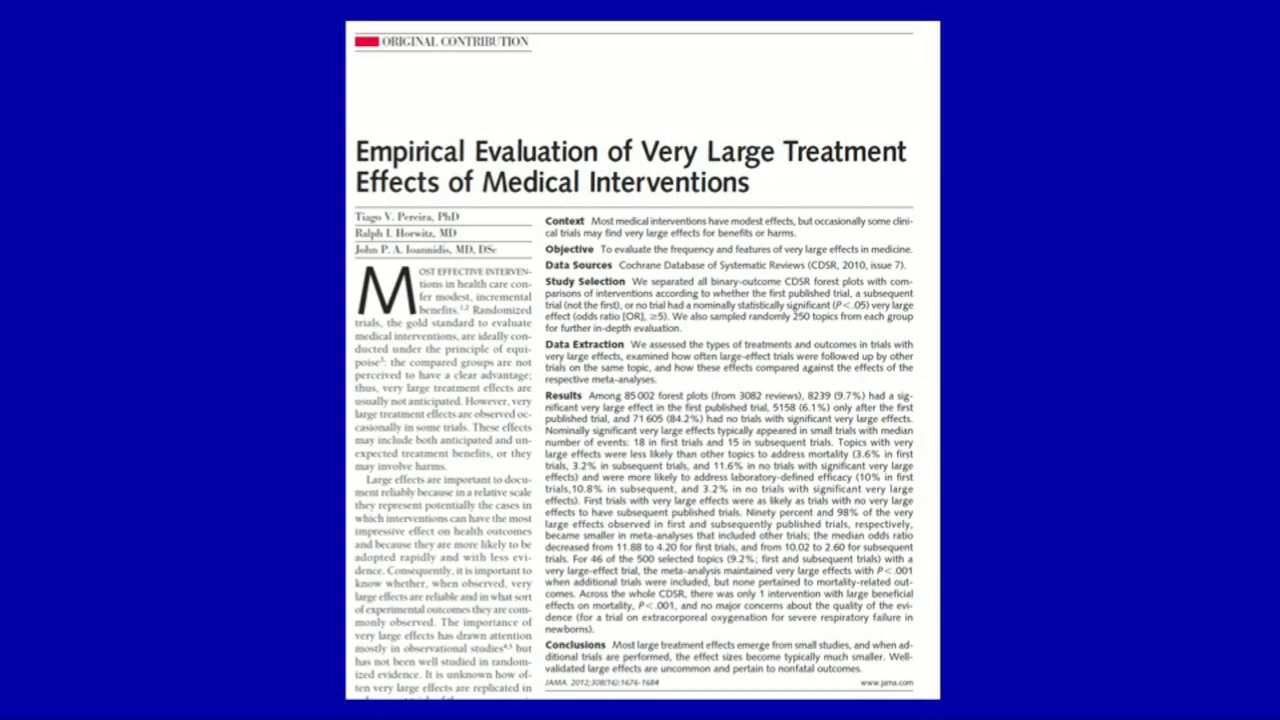 ORIGINAL CONTRIBUTION
Empirical Evaluation of Very Large Treatment
Effects of Medical Interventions
Tiago V. Pereira, PhD
Ralph I. Horwitz, MD
John P. A. Ioannidis, MD, DSc
MOST EFFECTIVE INTERVEN-
tions in health care con-
fer modest, incremental
benefits.1,2 Randomized
trials, the gold standard to evaluate
medical interventions, are ideally con-
ducted under the principle of equi-
poise3: the compared groups are not
perceived to have a clear advantage;
thus, very large treatment effects are
usually not anticipated. However, very
large treatment effects are observed oc-
casionally in some trials. These effects
may include both anticipated and un-
expected treatment benefits, or they
may involve harms.
Large effects are important to docu-
ment reliably because in a relative scale
they represent potentially the cases in
which interventions can have the most
impressive effect on health outcomes
and because they are more likely to be
adopted rapidly and with less evi-
dence. Consequently, it is important to
know whether, when observed, very
large effects are reliable and in what sort
of experimental outcomes they are com-
monly observed. The importance of
very large effects has drawn attention
mostly in observational studies4,5 but
has not been well studied in random-
ized evidence. It is unknown how of-
ten very large effects are replicated in
Context Most medical interventions have modest effects, but occasionally some clini-
cal trials may find very large effects for benefits or harms.
Objective To evaluate the frequency and features of very large effects in medicine.
Data Sources Cochrane Database of Systematic Reviews (CDSR, 2010, issue 7).
Study Selection We separated all binary-outcome CDSR forest plots with com-
parisons of interventions according to whether the first published trial, a subsequent
trial (not the first), or no trial had a nominally statistically significant (P<.05) very large
effect (odds ratio [OR], ≥5). We also sampled randomly 250 topics from each group
for further in-depth evaluation.
Data Extraction We assessed the types of treatments and outcomes in trials with
very large effects, examined how often large-effect trials were followed up by other
trials on the same topic, and how these effects compared against the effects of the
respective meta-analyses.
Results Among 85 002 forest plots (from 3082 reviews), 8239 (9.7%) had a sig-
nificant very large effect in the first published trial, 5158 (6.1%) only after the first
published trial, and 71 605 (84.2%) had no trials with significant very large effects.
Nominally significant very large effects typically appeared in small trials with median
number of events: 18 in first trials and 15 in subsequent trials. Topics with very
large effects were less likely than other topics to address mortality (3.6% in first
trials, 3.2% in subsequent trials, and 11.6% in no trials with significant very large
effects) and were more likely to address laboratory-defined efficacy (10% in first
trials,10.8% in subsequent, and 3.2% in no trials with significant very large
effects). First trials with very large effects were as likely as trials with no very large
effects to have subsequent published trials. Ninety percent and 98% of the very
large effects observed in first and subsequently published trials, respectively,
became smaller in meta-analyses that included other trials; the median odds ratio
decreased from 11.88 to 4.20 for first trials, and from 10.02 to 2.60 for subsequent
trials. For 46 of the 500 selected topics (9.2%; first and subsequent trials) with a
very large-effect trial, the meta-analysis maintained very large effects with P<.001
when additional trials were included, but none pertained to mortality-related out-
comes. Across the whole CDSR, there was only 1 intervention with large beneficial
effects on mortality, P<.001, and no major concerns about the quality of the evi-
dence (for a trial on extracorporeal oxygenation for severe respiratory failure in
newborns).
Conclusions Most large treatment effects emerge from small studies, and when ad-
ditional trials are performed, the effect sizes become typically much smaller. Well-
validated large effects are uncommon and pertain to nonfatal outcomes.
JAMA. 2012;308(16):1676-1684
www.jama.com